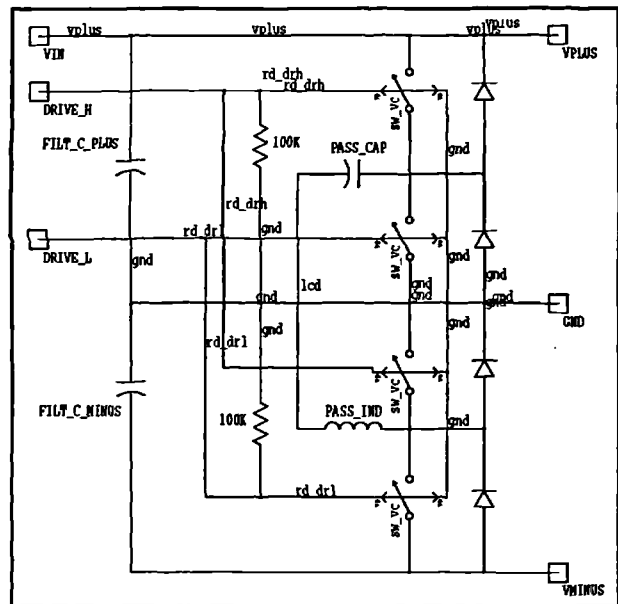 vplus
vplus
vplus
vplus
VIN
VPLUS
rd_drh
rd_drh
DRIVE_H
SW_VC
100K
PASS_CAP
gnd
FILT_C_PLUS
rd_drh
rd_drl
gnd
DRIVE_L
gnd
SW_VC
gnd
gnd
lcd
gnd
gnd
gnd
gnd
gnd
GND
gnd
gnd
rd_drl
FILT_C_MINUS
SW_VC
100K
PASS_IND
gnd
rd_drl
SW_VC
VMINUS